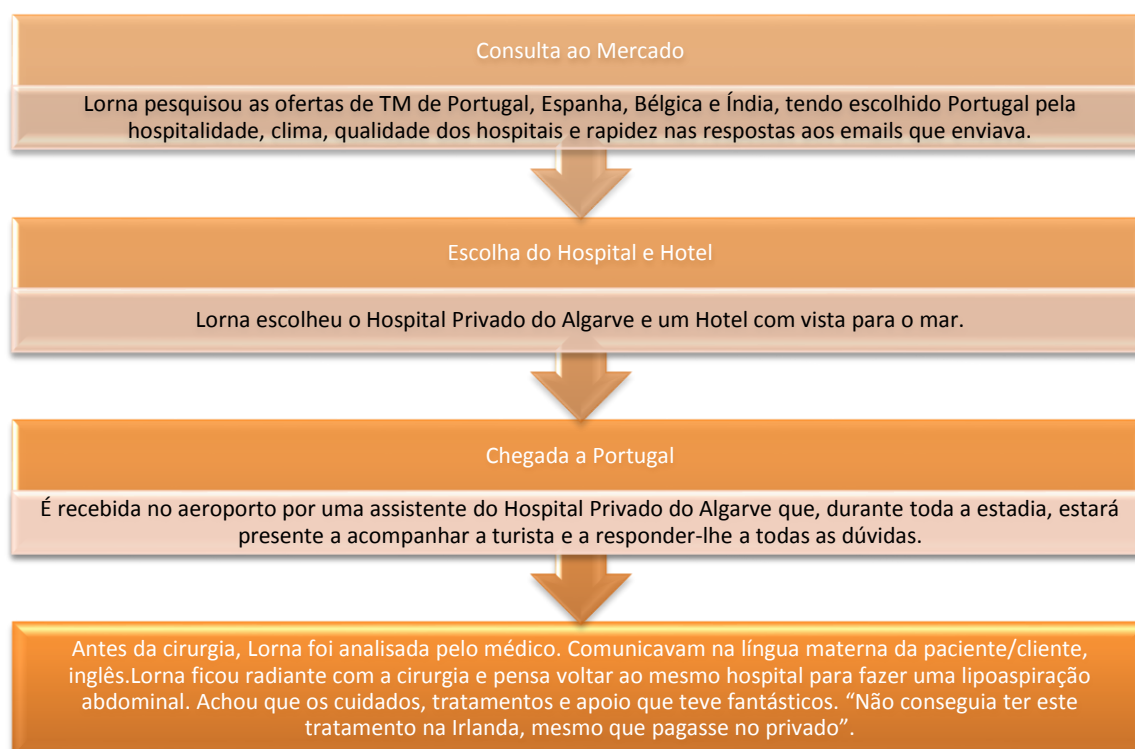 Consulta ao Mercado
Lorna pesquisou as ofertas de TM de Portugal, Espanha, Bélgica e Índia, tendo escolhido Portugal pela
hospitalidade, clima, qualidade dos hospitais e rapidez nas respostas aos emails que enviava.
Escolha do Hospital e Hotel
Lorna escolheu o Hospital Privado do Algarve e um Hotel com vista para o mar.
Chegada a Portugal
É recebida no aeroporto por uma assistente do Hospital Privado do Algarve que, durante toda a estadia, estará
presente a acompanhar a turista e a responder-lhe a todas as dúvidas.
Antes da cirurgia, Lorna foi analisada pelo médico. Comunicavam na língua materna da paciente/cliente,
inglês.Lorna ficou radiante com a cirurgia e pensa voltar ao mesmo hospital para fazer uma lipoaspiração
abdominal. Achou que os cuidados, tratamentos e apoio que teve fantásticos. “Não conseguia ter este
tratamento na Irlanda, mesmo que pagasse no privado”.